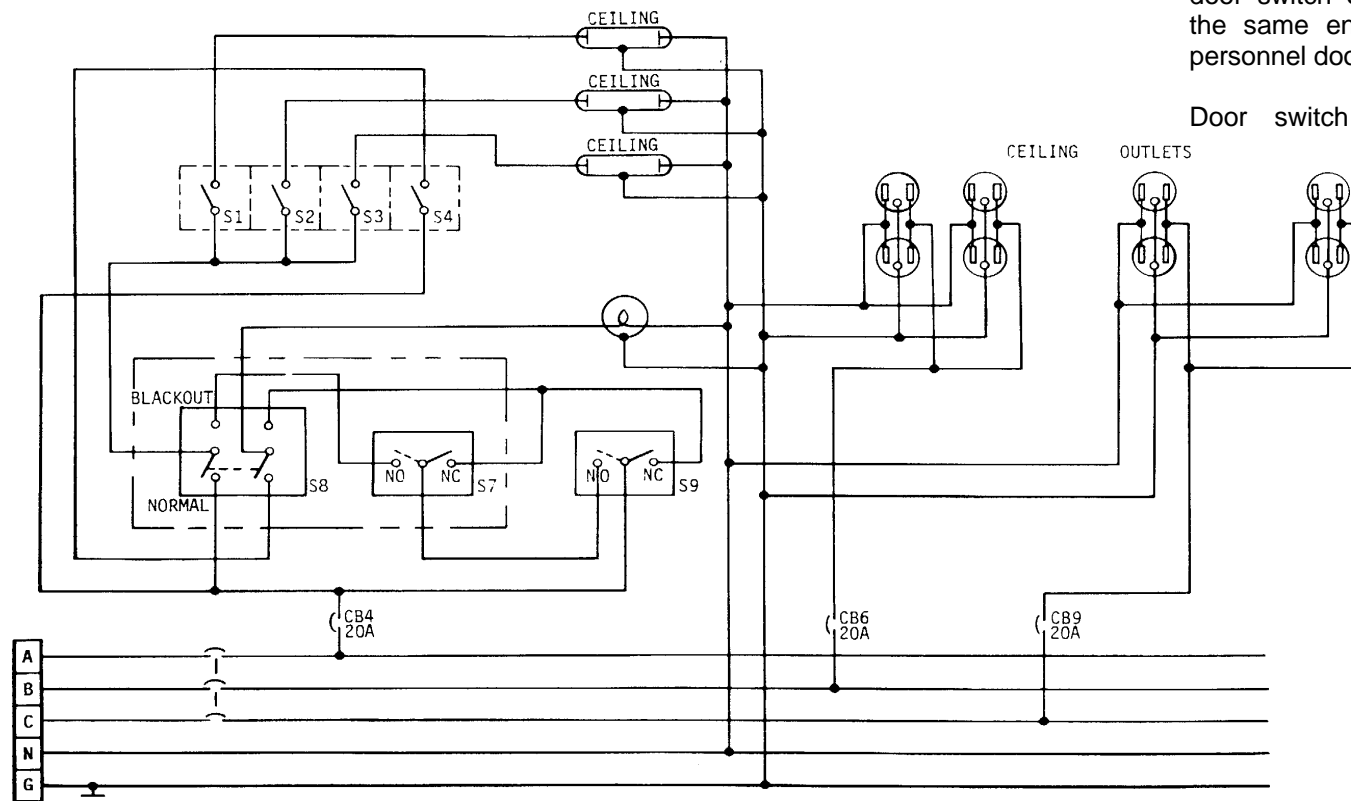 door switch
the same
personnel
Door switch
CEILING
CEILING
CEILING
CEILING OUTLETS
S1 S2 S3 S4
BLACKOUT
NO NC S7
NO NC S9
S8
NORMAL
CB4
20A
CB6
20A
CB9
20A
A
B
C
N
G